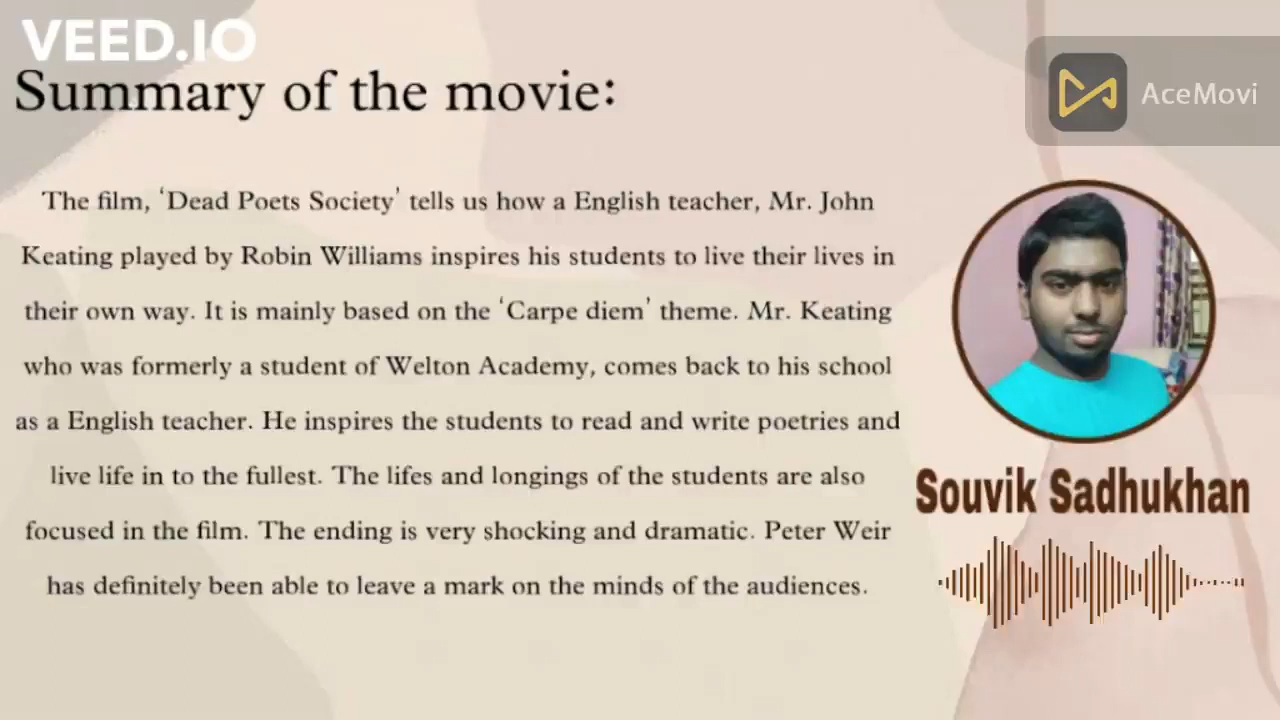 VEED.IO
AceMovi
Summary of the movie:
The film, ‘Dead Poets Society’ tells us how a English teacher, Mr. John
Keating played by Robin Williams inspires his students to live their lives in
their own way. It is mainly based on the ‘Carpe diem’ theme. Mr. Keating
who was formerly a student of Welton Academy, comes back to his school
as a English teacher. He inspires the students to read and write poetries and
live life in to the fullest. The lifes and longings of the students are also
focused in the film. The ending is very shocking and dramatic. Peter Weir
has definitely been able to leave a mark on the minds of the audiences.
Souvik Sadhukhan